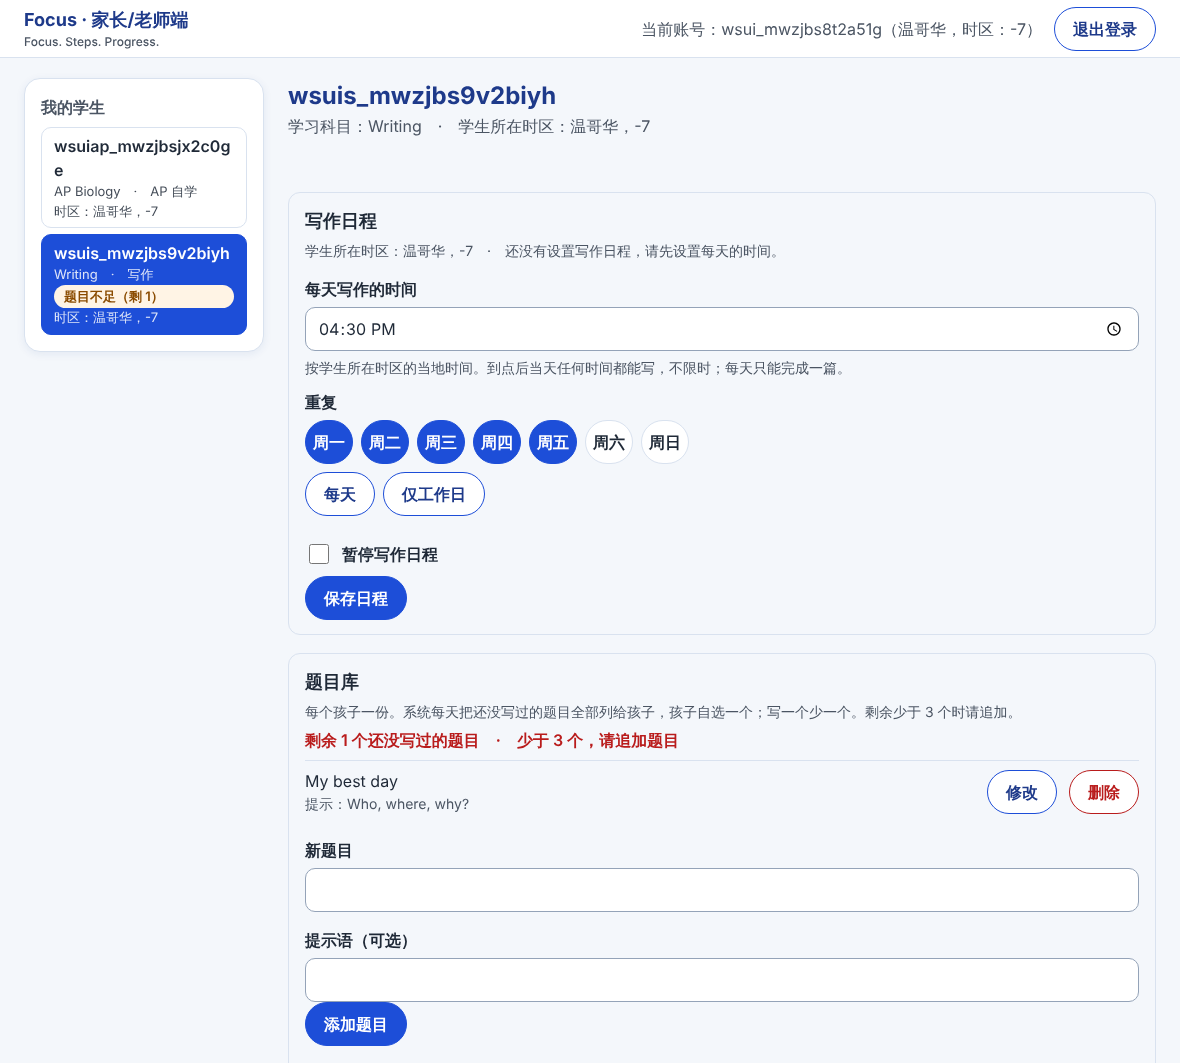 Focus · 家长/老师端
Focus. Steps. Progress.
当前账号：wsui_mwzjbs8t2a51g（温哥华，时区：-7）
退出登录
我的学生
wsuiap_mwzjbsjx2c0g
e
AP Biology · AP 自学
时区：温哥华，-7
wsuis_mwzjbs9v2biyh
Writing · 写作
题目不足（剩 1）
时区：温哥华，-7
wsuis_mwzjbs9v2biyh
学习科目：Writing · 学生所在时区：温哥华，-7
写作日程
学生所在时区：温哥华，-7 · 还没有设置写作日程，请先设置每天的时间。
每天写作的时间
04:30 PM
按学生所在时区的当地时间。到点后当天任何时间都能写，不限时；每天只能完成一篇。
重复
周一 周二 周三 周四 周五 周六 周日
每天 仅工作日
暂停写作日程
保存日程
题目库
每个孩子一份。系统每天把还没写过的题目全部列给孩子，孩子自选一个；写一个少一个。剩余少于 3 个时请追加。
剩余 1 个还没写过的题目 · 少于 3 个，请追加题目
My best day
提示：Who, where, why?
修改 删除
新题目
提示语（可选）
添加题目